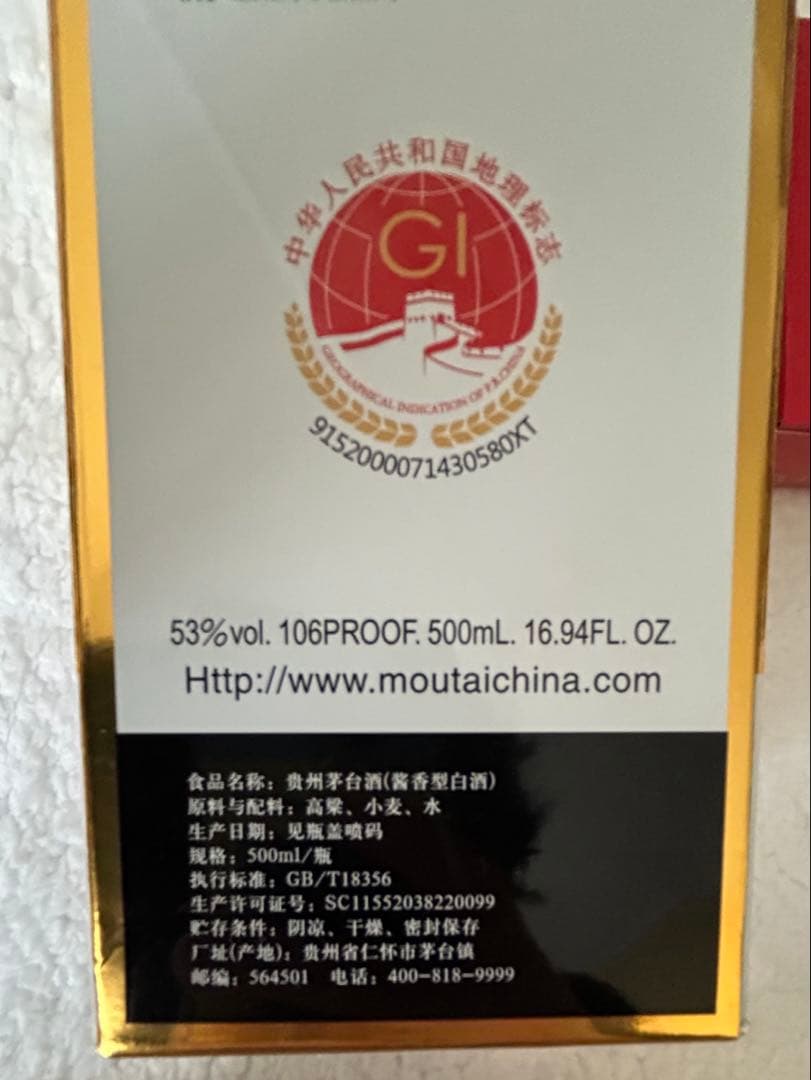 中华人民共和国地理标志
GI
GEOGRAPHICAL INDICATION OF P.R.CHINA
9152000071430580XT
53%vol. 106PROOF. 500mL. 16.94FL. OZ.
Http://www.moutaichina.com
食品名称：贵州茅台酒(酱香型白酒)
原料与配料：高粱、小麦、水
生产日期：见瓶盖喷码
规格：500ml/瓶
执行标准：GB/T18356
生产许可证号：SC11552038220099
贮存条件：阴凉、干燥、密封保存
厂址(产地)：贵州省仁怀市茅台镇
邮编：564501 电话：400-818-9999